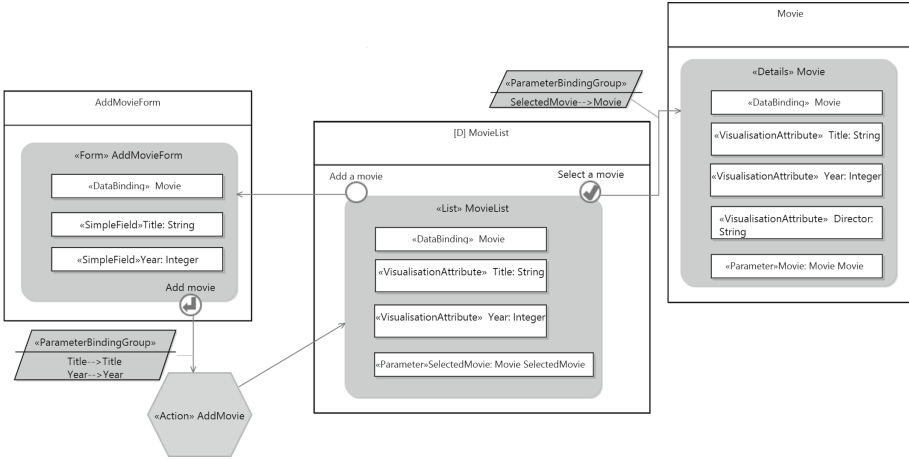 AddMovieForm
«Form» AddMovieForm
«DataBinding» Movie
«SimpleField»Title: String
«SimpleField»Year: Integer
Add movie
«ParameterBindingGroup»
Title-->Title
Year-->Year
«Action» AddMovie
[D] MovieList
Add a movie
Select a movie
«List» MovieList
«DataBinding» Movie
«VisualisationAttribute» Title: String
«VisualisationAttribute» Year: Integer
«Parameter»SelectedMovie: Movie SelectedMovie
«ParameterBindingGroup»
SelectedMovie-->Movie
Movie
«Details» Movie
«DataBinding» Movie
«VisualisationAttribute» Title: String
«VisualisationAttribute» Year: Integer
«VisualisationAttribute» Director:
String
«Parameter»Movie: Movie Movie